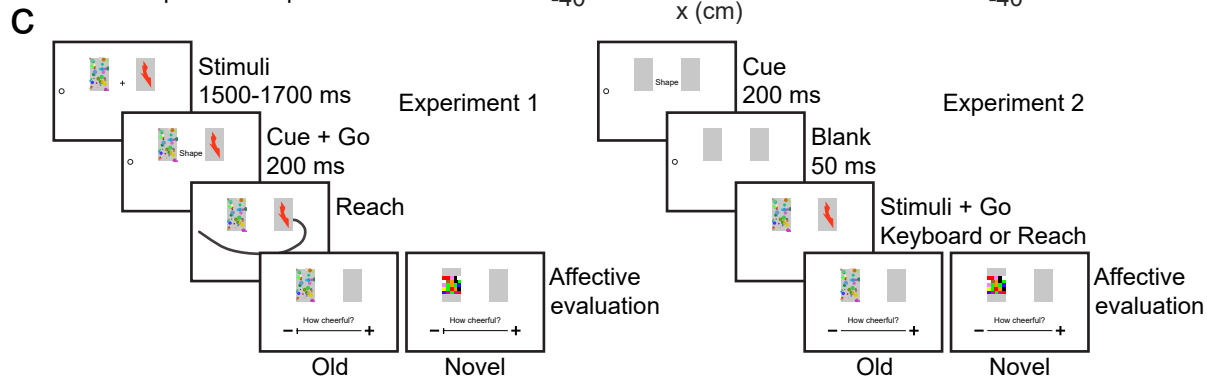 -40
-40
x (cm)
C
Stimuli
1500-1700 ms
Experiment 1
Cue + Go
200 ms
Shape
Reach
How cheerful?
− +
How cheerful?
− +
Affective
evaluation
Old
Novel
Shape
Cue
200 ms
Experiment 2
Blank
50 ms
Stimuli + Go
Keyboard or Reach
How cheerful?
− +
How cheerful?
− +
Affective
evaluation
Old
Novel